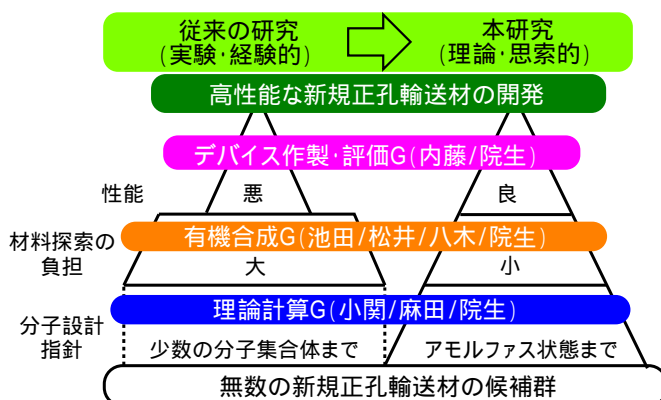 従来の研究
(実験･経験的)
本研究
(理論･思索的)
高性能な新規正孔輸送材の開発
デバイス作製･評価G(内藤/院生)
性能
悪
良
有機合成G(池田/松井/八木/院生)
材料探索の
負担
大
小
理論計算G(小関/麻田/院生)
分子設計
指針
少数の分子集合体まで
アモルファス状態まで
無数の新規正孔輸送材の候補群